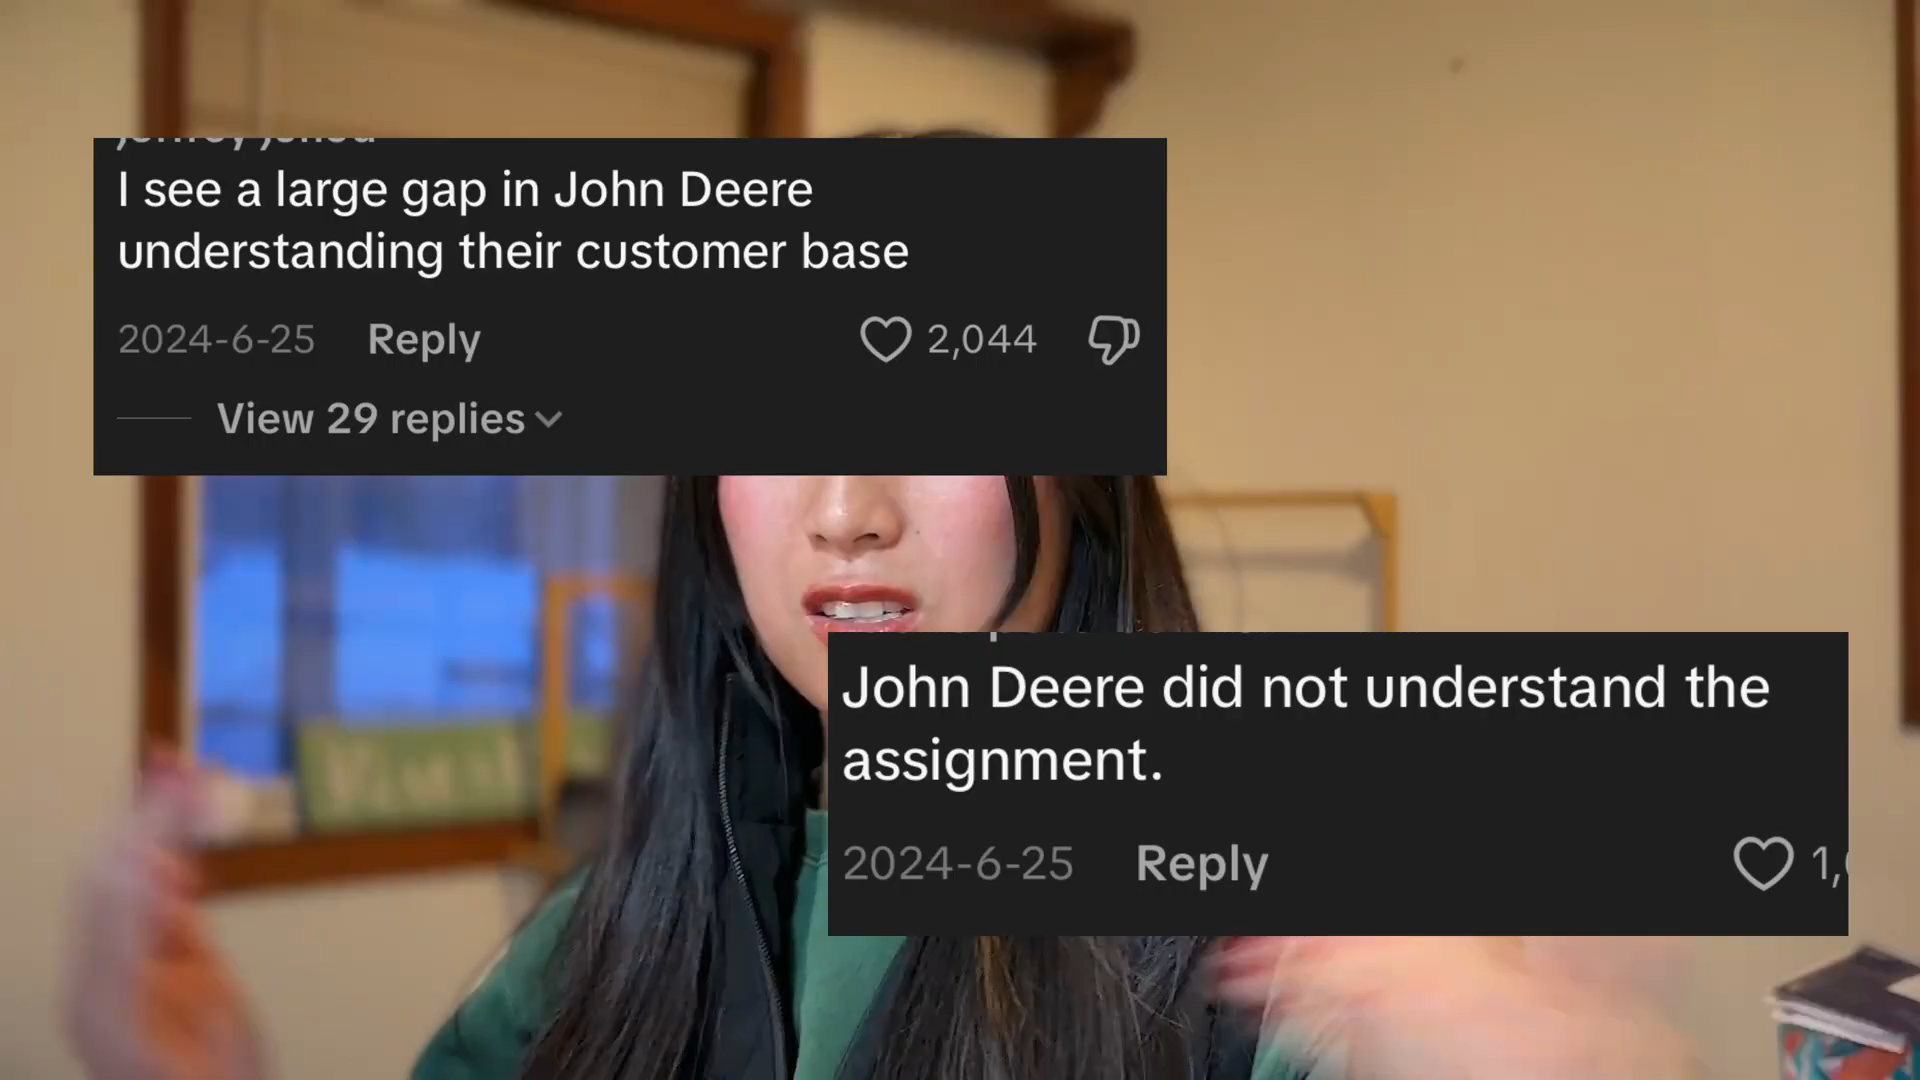 I see a large gap in John Deere
understanding their customer base
2024-6-25 Reply 2,044
View 29 replies
John Deere did not understand the
assignment.
2024-6-25 Reply